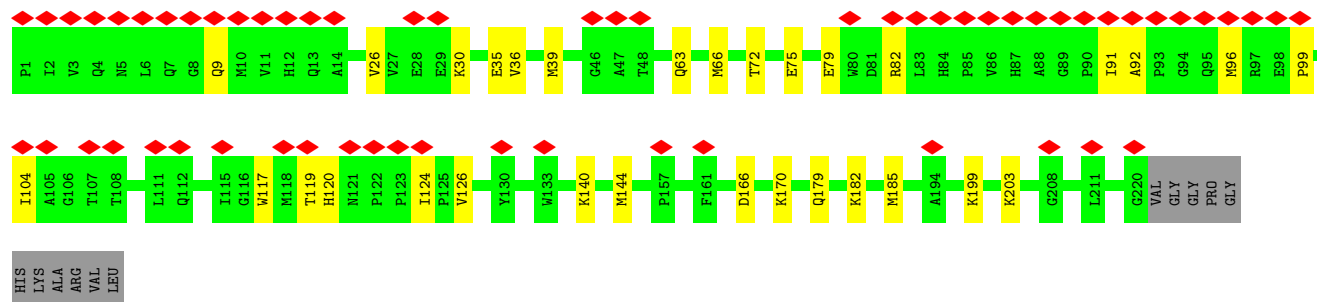 P1 I2 V3 Q4 N5 L6 Q7 G8 Q9 M10 V11 H12 Q13 A14 V26 V27 E28 E29 K30 E35 V36 M39 G46 A47 T48 Q63 M66 T72 E75 E79 W80 D81 R82 L83 H84 P85 V86 H87 A88 G89 P90 I91 A92 P93 G94 Q95 M96 R97 E98 P99
I104 A105 G106 T107 T108 L111 Q112 I115 G116 W117 M118 T119 H120 N121 P122 P123 I124 P125 V126 Y130 W133 K140 M144 P157 F161 D166 K170 Q179 K182 M185 A194 K199 K203 G208 L211 G220 VAL GLY GLY PRO GLY
HIS LYS ALA ARG VAL LEU